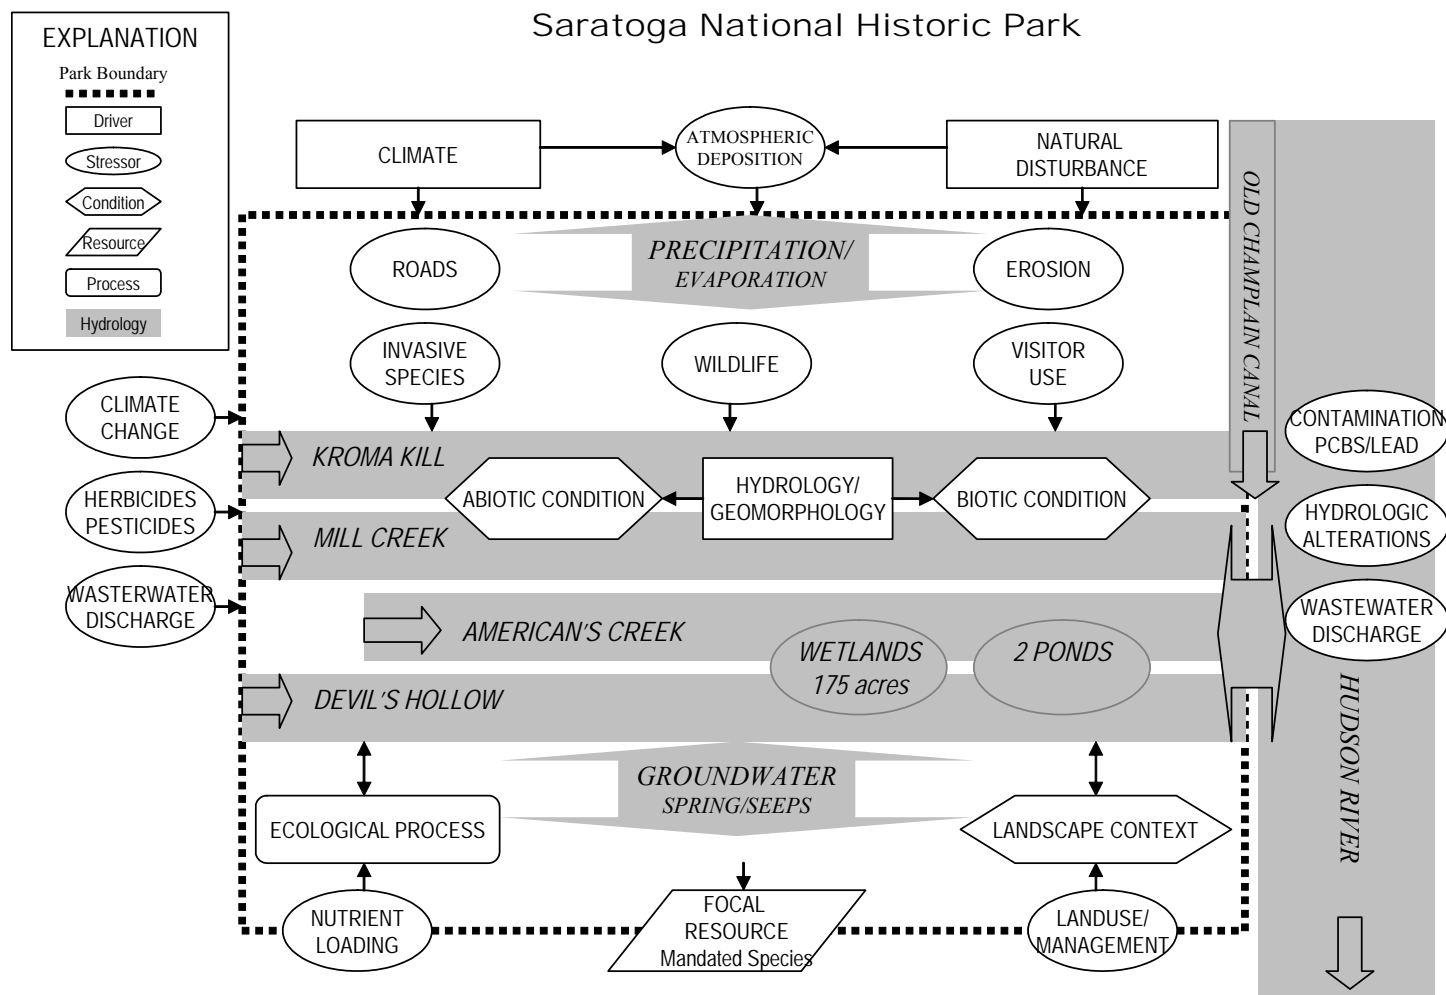 Saratoga National Historic Park
EXPLANATION
Park Boundary
Driver
Stressor
Condition
Resource
Process
Hydrology
CLIMATE
ATMOSPHERIC
DEPOSITION
NATURAL
DISTURBANCE
OLD CHAMPLAIN CANAL
ROADS
PRECIPITATION/
EVAPORATION
EROSION
INVASIVE
SPECIES
WILDLIFE
VISITOR
USE
CLIMATE
CHANGE
CONTAMINATION
PCBS/LEAD
KROMA KILL
ABIOTIC CONDITION
HYDROLOGY/
GEOMORPHOLOGY
BIOTIC CONDITION
HERBICIDES
PESTICIDES
HYDROLOGIC
ALTERATIONS
MILL CREEK
WASTERWATER
DISCHARGE
WASTEWATER
DISCHARGE
AMERICAN'S CREEK
WETLANDS
175 acres
2 PONDS
DEVIL'S HOLLOW
HUDSON RIVER
GROUNDWATER
SPRING/SEEPS
ECOLOGICAL PROCESS
LANDSCAPE CONTEXT
NUTRIENT
LOADING
FOCAL
RESOURCE
Mandated Species
LANDUSE/
MANAGEMENT